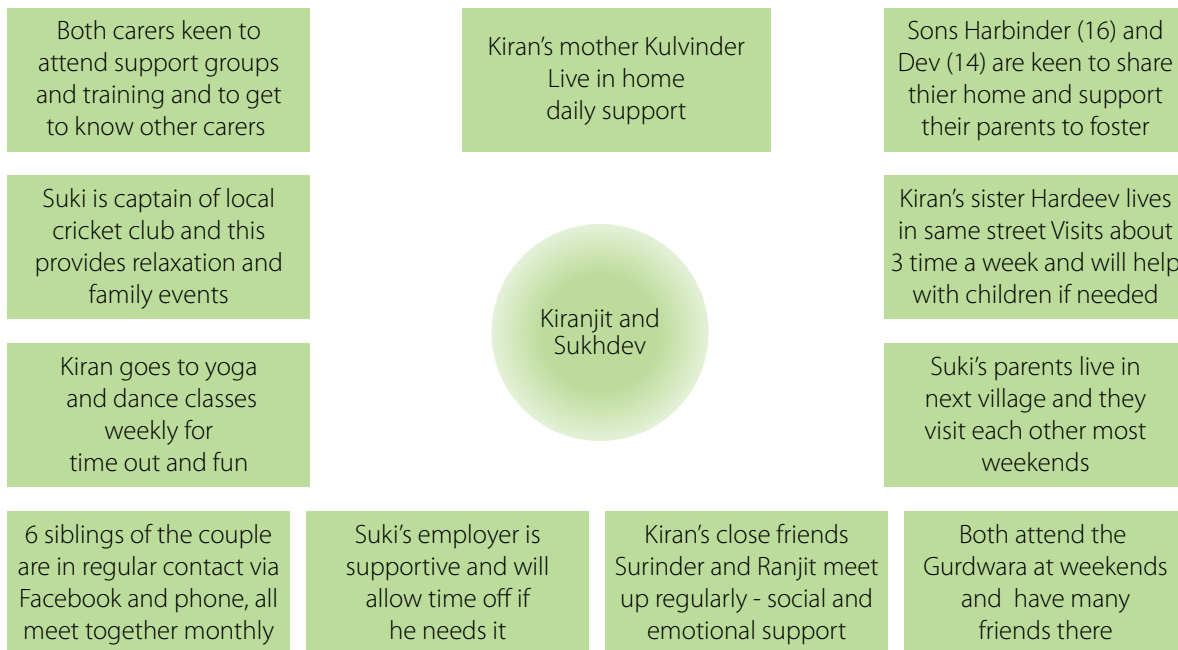 Both carers keen to
attend support groups
and training and to get
to know other carers
Kiran's mother Kulvinder
Live in home
daily support
Sons Harbinder (16) and
Dev (14) are keen to share
thier home and support
their parents to foster
Suki is captain of local
cricket club and this
provides relaxation and
family events
Kiran's sister Hardeev lives
in same street Visits about
3 time a week and will help
with children if needed
Kiranjit and
Sukhdev
Kiran goes to yoga
and dance classes
weekly for
time out and fun
Suki's parents live in
next village and they
visit each other most
weekends
6 siblings of the couple
are in regular contact via
Facebook and phone, all
meet together monthly
Suki's employer is
supportive and will
allow time off if
he needs it
Kiran's close friends
Surinder and Ranjit meet
up regularly - social and
emotional support
Both attend the
Gurdwara at weekends
and have many
friends there